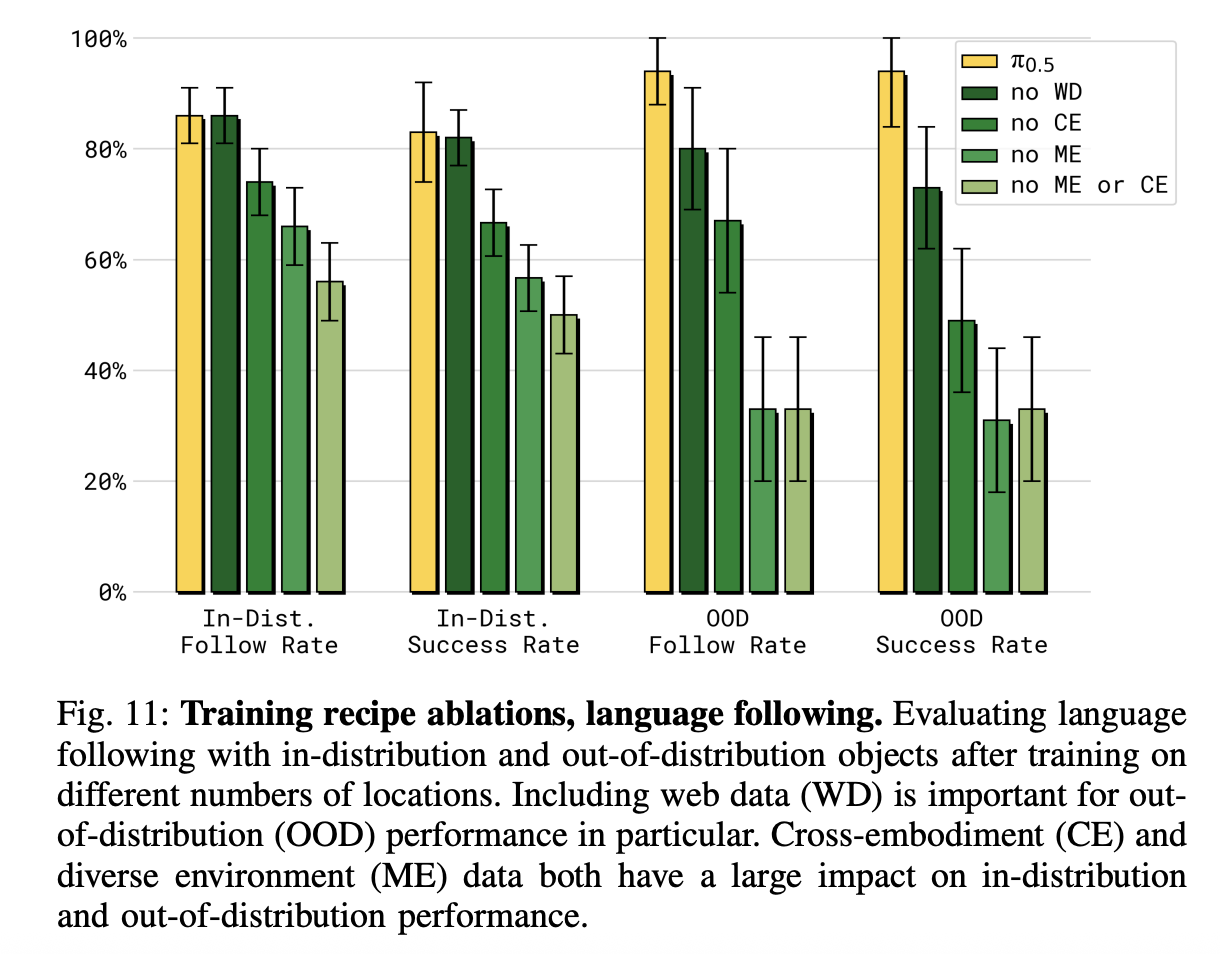 100%
80%
60%
40%
20%
0%
π0.5
no WD
no CE
no ME
no ME or CE
In-Dist.
Follow Rate
In-Dist.
Success Rate
OOD
Follow Rate
OOD
Success Rate
Fig. 11: Training recipe ablations, language following. Evaluating language
following with in-distribution and out-of-distribution objects after training on
different numbers of locations. Including web data (WD) is important for out-
of-distribution (OOD) performance in particular. Cross-embodiment (CE) and
diverse environment (ME) data both have a large impact on in-distribution
and out-of-distribution performance.